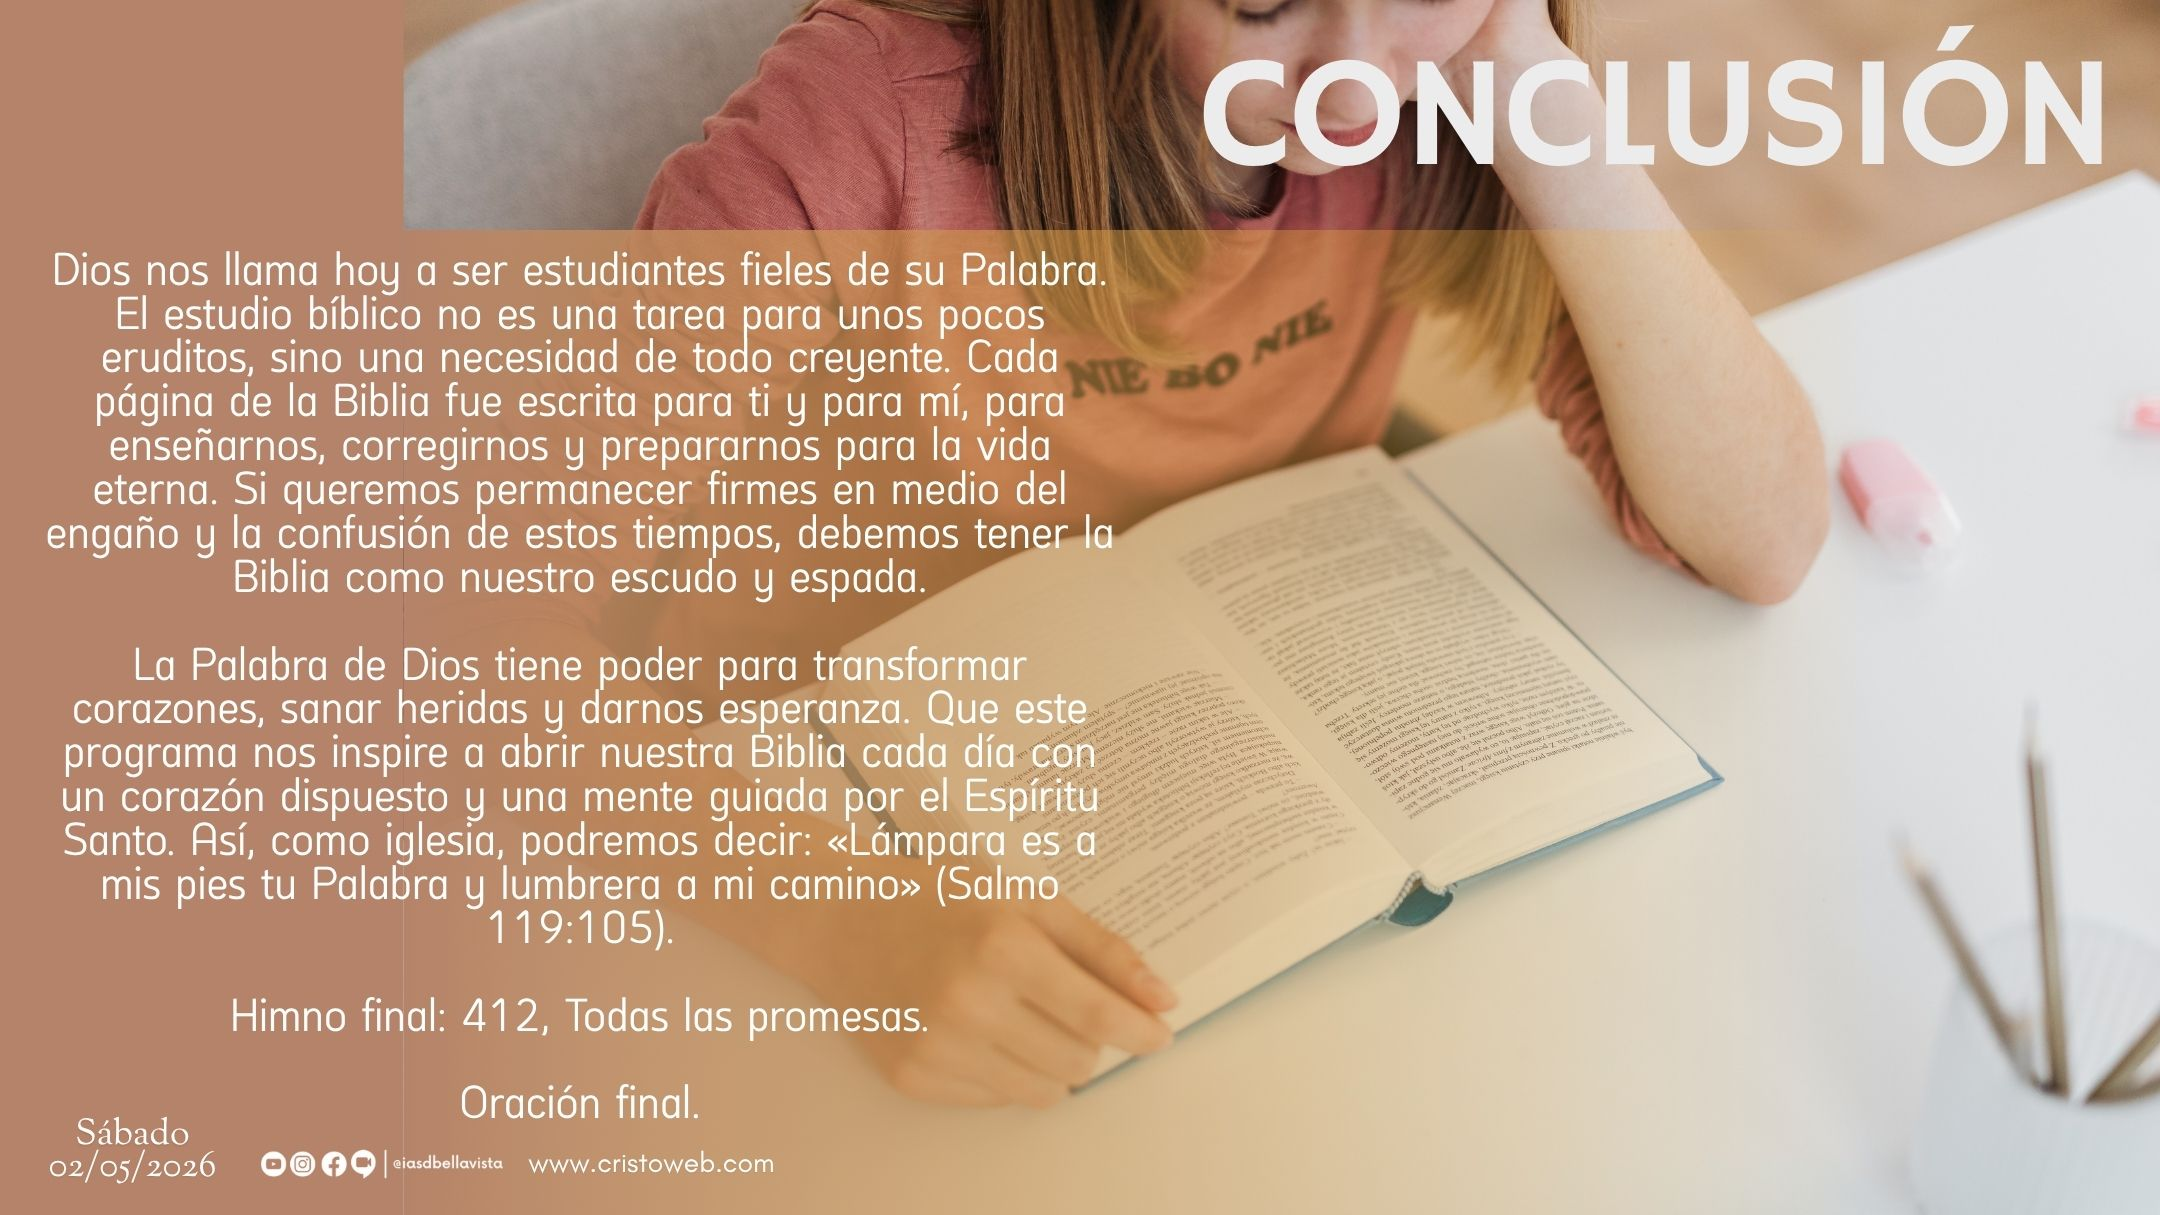 CONCLUSIÓN
Dios nos llama hoy a ser estudiantes fieles de su Palabra.
El estudio bíblico no es una tarea para unos pocos
eruditos, sino una necesidad de todo creyente. Cada
página de la Biblia fue escrita para ti y para mí, para
enseñarnos, corregirnos y prepararnos para la vida
eterna. Si queremos permanecer firmes en medio del
engaño y la confusión de estos tiempos, debemos tener la
Biblia como nuestro escudo y espada.
La Palabra de Dios tiene poder para transformar
corazones, sanar heridas y darnos esperanza. Que este
programa nos inspire a abrir nuestra Biblia cada día con
un corazón dispuesto y una mente guiada por el Espíritu
Santo. Así, como iglesia, podremos decir: «Lámpara es a
mis pies tu Palabra y lumbrera a mi camino» (Salmo
119:105).
Himno final: 412, Todas las promesas.
Oración final.
Sábado
02/05/2026
@iasdbellavista
www.cristoweb.com
NIE BO NIE